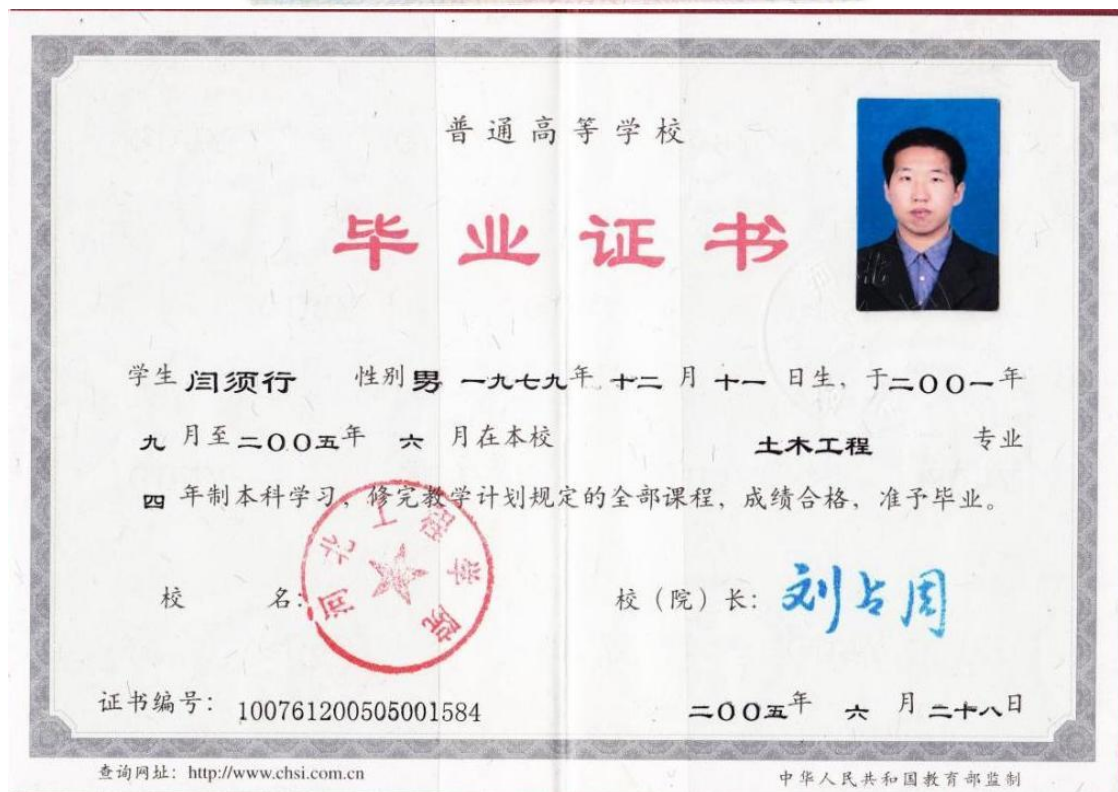 普通高等学校
毕业证书
学生 闫须行 性别 男 一九七九年 十二 月 十一 日生，于二〇〇一年
九 月至 二〇〇五年 六 月在本校 土木工程 专业
四 年制本科学习，修完教学计划规定的全部课程，成绩合格，准予毕业。
河北工程学院
校 名：
校（院）长：刘占周
证书编号：100761200505001584
二〇〇五年 六 月 二十八日
查询网址：http://www.chsi.com.cn
中华人民共和国教育部监制